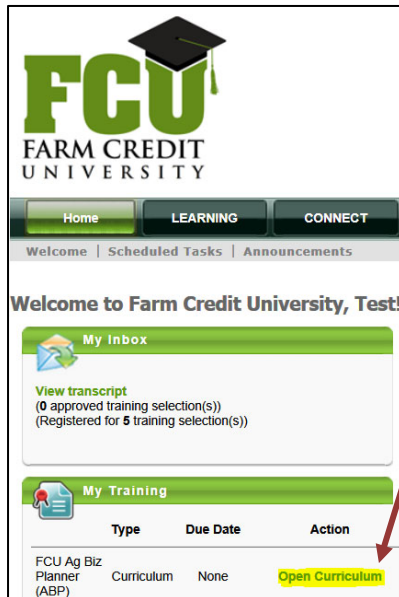 FCU
FARM CREDIT
UNIVERSITY
Home LEARNING CONNECT
Welcome | Scheduled Tasks | Announcements
Welcome to Farm Credit University, Test!
My Inbox
View transcript
(0 approved training selection(s))
(Registered for 5 training selection(s))
My Training
Type Due Date Action
FCU Ag Biz
Planner Curriculum None Open Curriculum
(ABP)